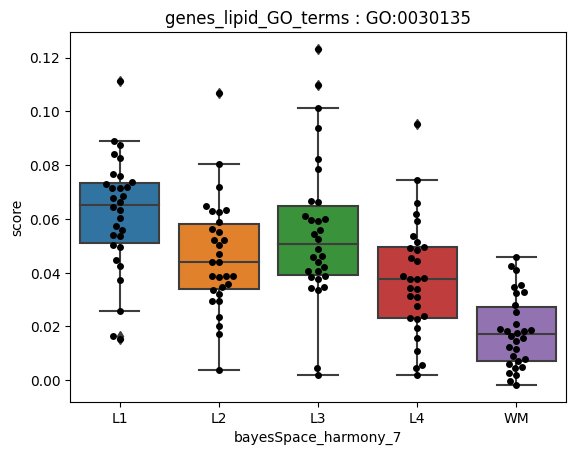 genes_lipid_GO_terms : GO:0030135
0.12
0.10
0.08
0.06
0.04
0.02
0.00
score
L1 L2 L3 L4 WM
bayesSpace_harmony_7